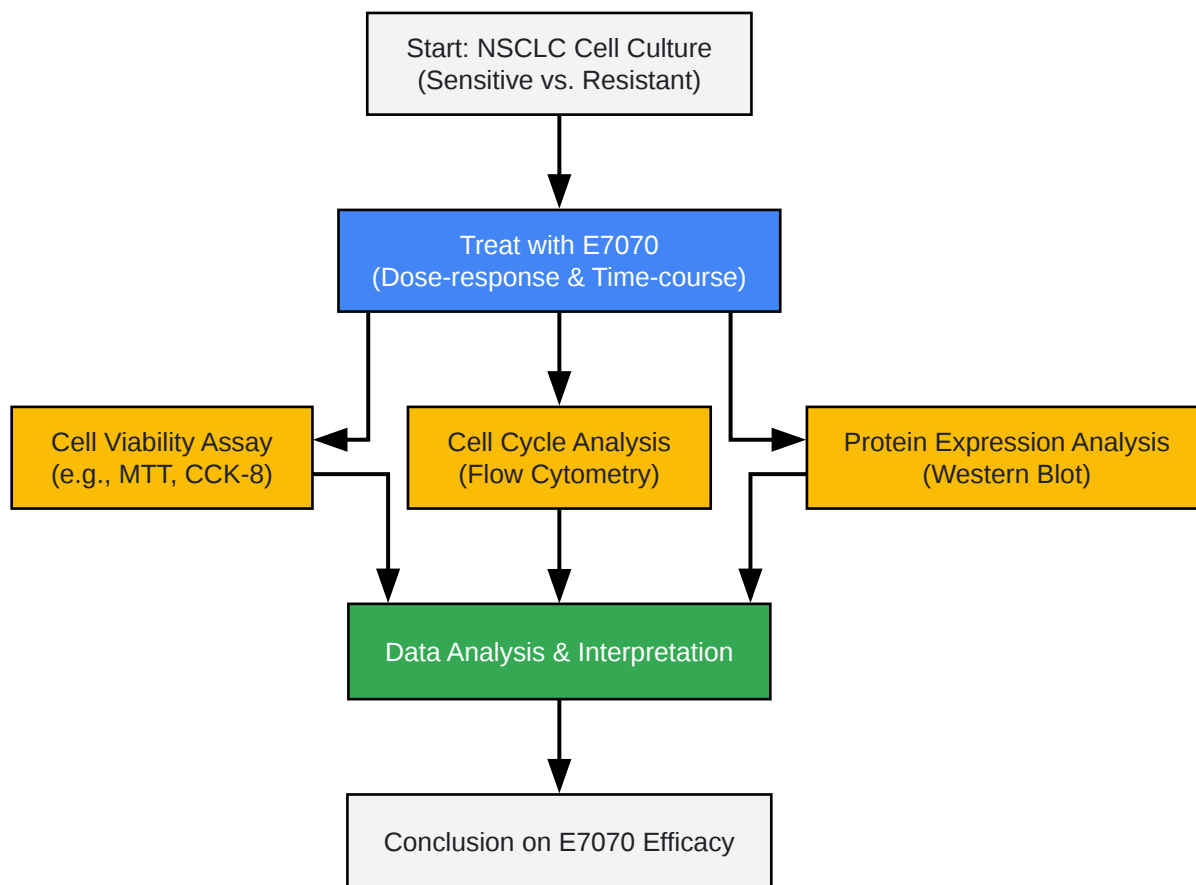 Start: NSCLC Cell Culture
(Sensitive vs. Resistant)
Treat with E7070
(Dose-response & Time-course)
Cell Viability Assay
(e.g., MTT, CCK-8)
Cell Cycle Analysis
(Flow Cytometry)
Protein Expression Analysis
(Western Blot)
Data Analysis & Interpretation
Conclusion on E7070 Efficacy